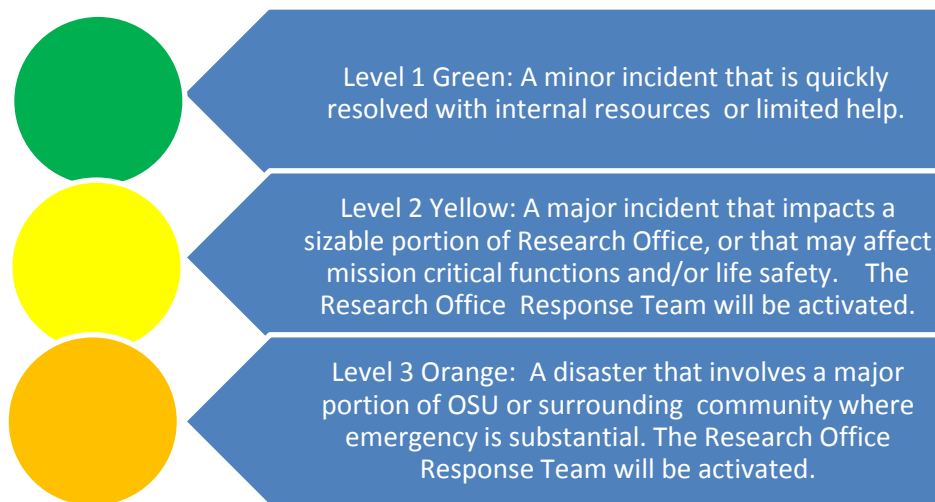 Level 1 Green: A minor incident that is quickly
resolved with internal resources  or limited help.
Level 2 Yellow: A major incident that impacts a
sizable portion of Research Office, or that may affect
mission critical functions and/or life safety.    The
Research Office  Response Team will be activated.
Level 3 Orange:  A disaster that involves a major
portion of OSU or surrounding  community where
emergency is substantial. The Research Office
Response Team will be activated.